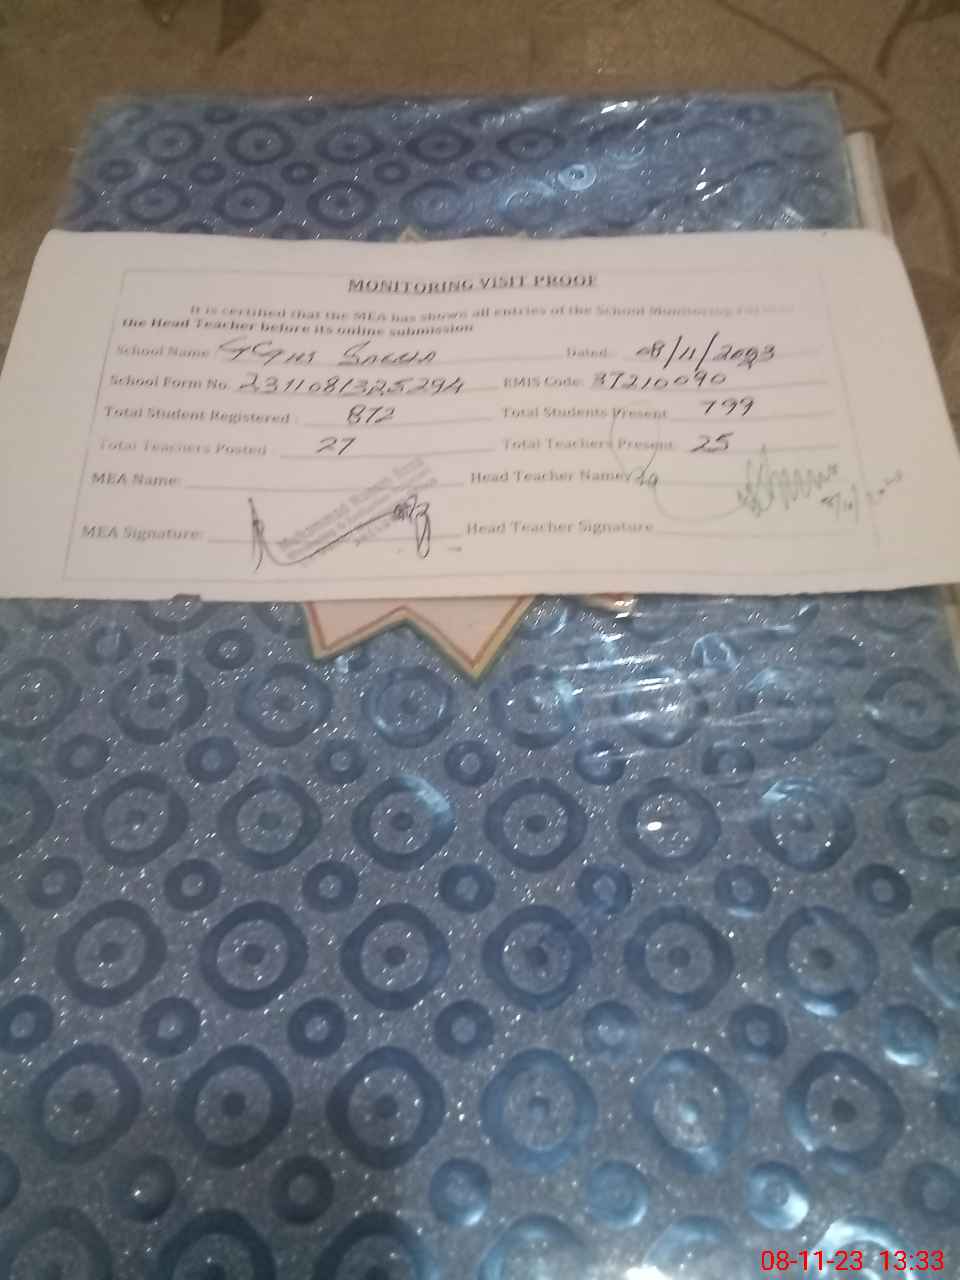 MONITORING VISIT PROOF
It is certified that the MEA has shown all entries of the School Monitoring
the Head Teacher before its online submission
School Name Dated: 08/11/2023
School Form No. 231108/325294 EMIS Code: 37210090
Total Student Registered : 872 Total Students Present 799
Total Teachers Posted : 27 Total Teachers Present: 25
MEA Name: Head Teacher Name
Muhammad
MEA Signature: Head Teacher Signature
08-11-23 13:33